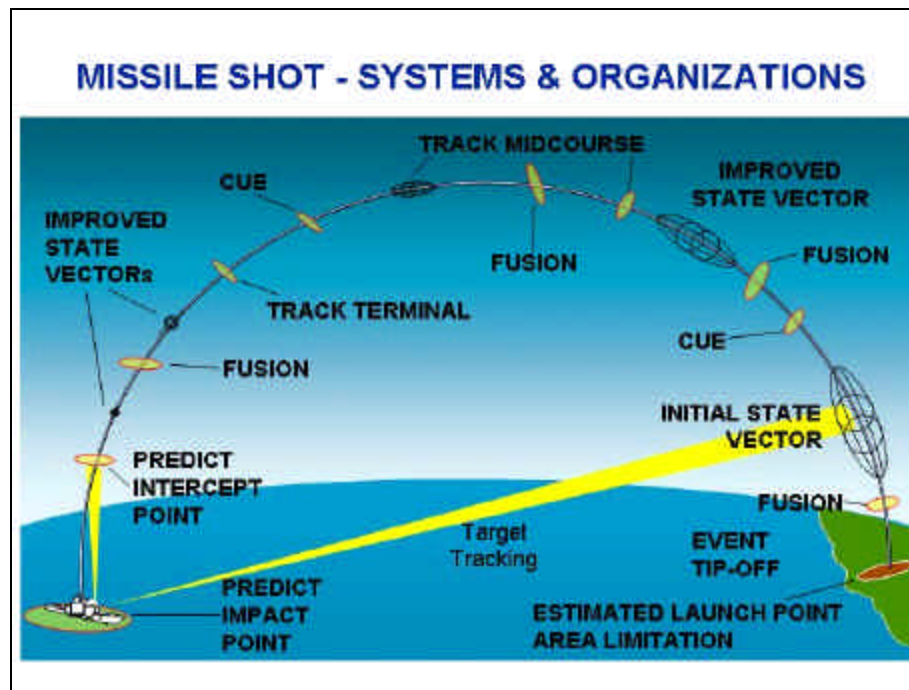 MISSILE SHOT - SYSTEMS & ORGANIZATIONS
TRACK MIDCOURSE
IMPROVED
STATE VECTOR
CUE
IMPROVED
STATE
VECTORs
FUSION
FUSION
TRACK TERMINAL
CUE
FUSION
INITIAL STATE
VECTOR
PREDICT
INTERCEPT
POINT
FUSION
Target
Tracking
EVENT
TIP-OFF
PREDICT
IMPACT
POINT
ESTIMATED LAUNCH POINT
AREA LIMITATION